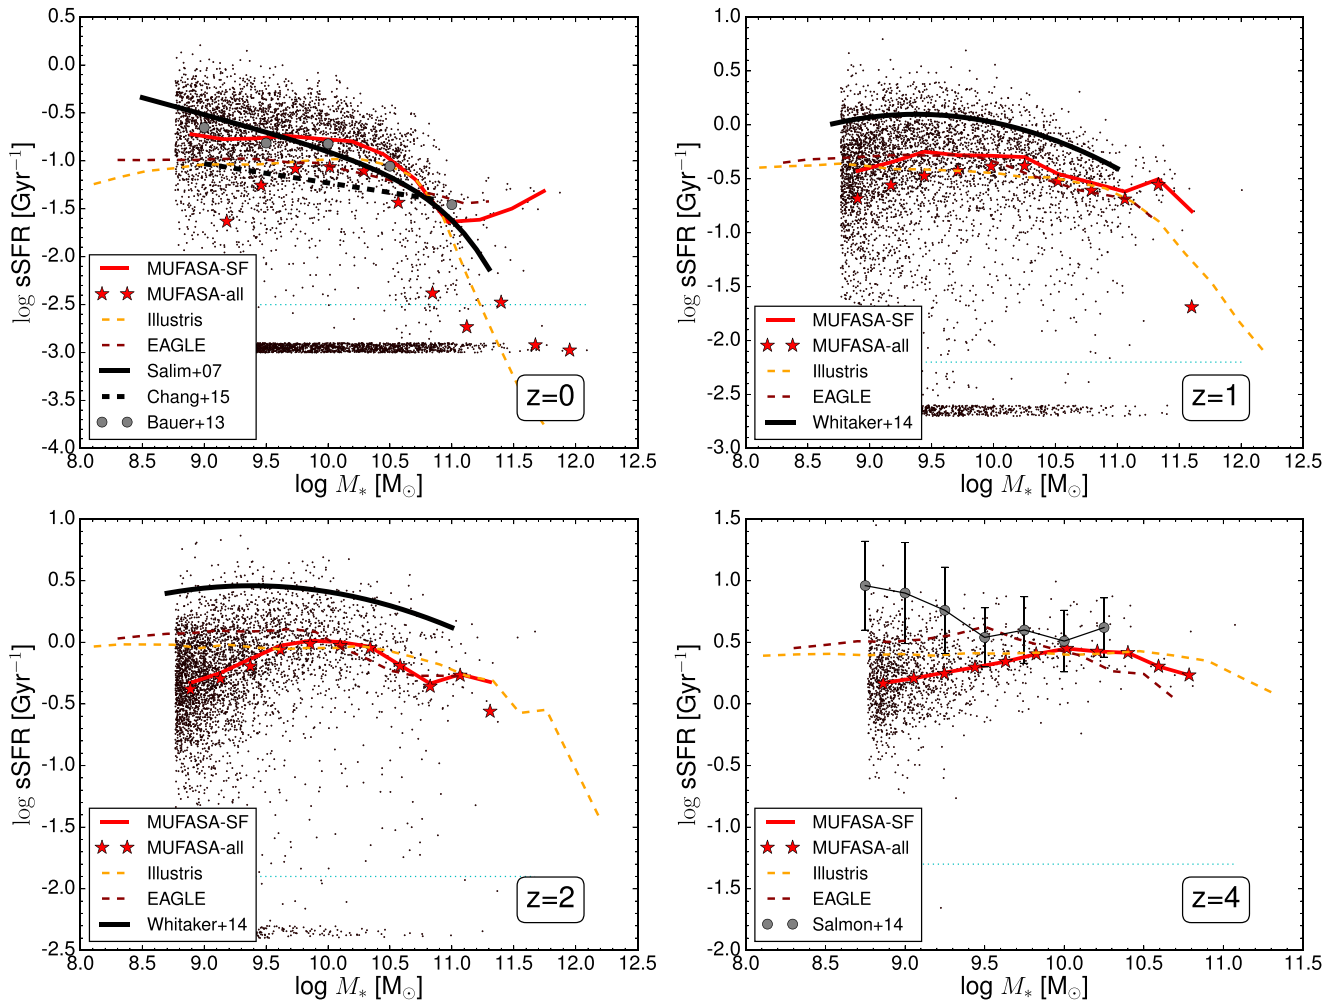 0.5
0.0
-0.5
-1.0
-1.5
-2.0
-2.5
-3.0
-3.5
-4.0
log sSFR [Gyr⁻¹]
MUFASA-SF
MUFASA-all
Illustris
EAGLE
Salim+07
Chang+15
Bauer+13
z=0
8.0 9.0 9.5 10.0 10.5 11.0 11.5 12.0 12.5
log M* [M☉]
1.0
0.5
0.0
-0.5
-1.0
-1.5
-2.0
-2.5
-3.0
log sSFR [Gyr⁻¹]
MUFASA-SF
MUFASA-all
Illustris
EAGLE
Whitaker+14
z=1
8.0 8.5 9.0 9.5 10.0 10.5 11.0 11.5 12.0 12.5
log M* [M☉]
1.0
0.5
0.0
-0.5
-1.0
-1.5
-2.0
-2.5
log sSFR [Gyr⁻¹]
MUFASA-SF
MUFASA-all
Illustris
EAGLE
Whitaker+14
z=2
8.0 9.0 9.5 10.0 10.5 11.0 11.5 12.0 12.5
log M* [M☉]
1.5
1.0
0.5
0.0
-0.5
-1.0
-1.5
-2.0
log sSFR [Gyr⁻¹]
MUFASA-SF
MUFASA-all
Illustris
EAGLE
Salmon+14
z=4
8.0 8.5 9.0 9.5 10.0 10.5 11.0 11.5
log M* [M☉]